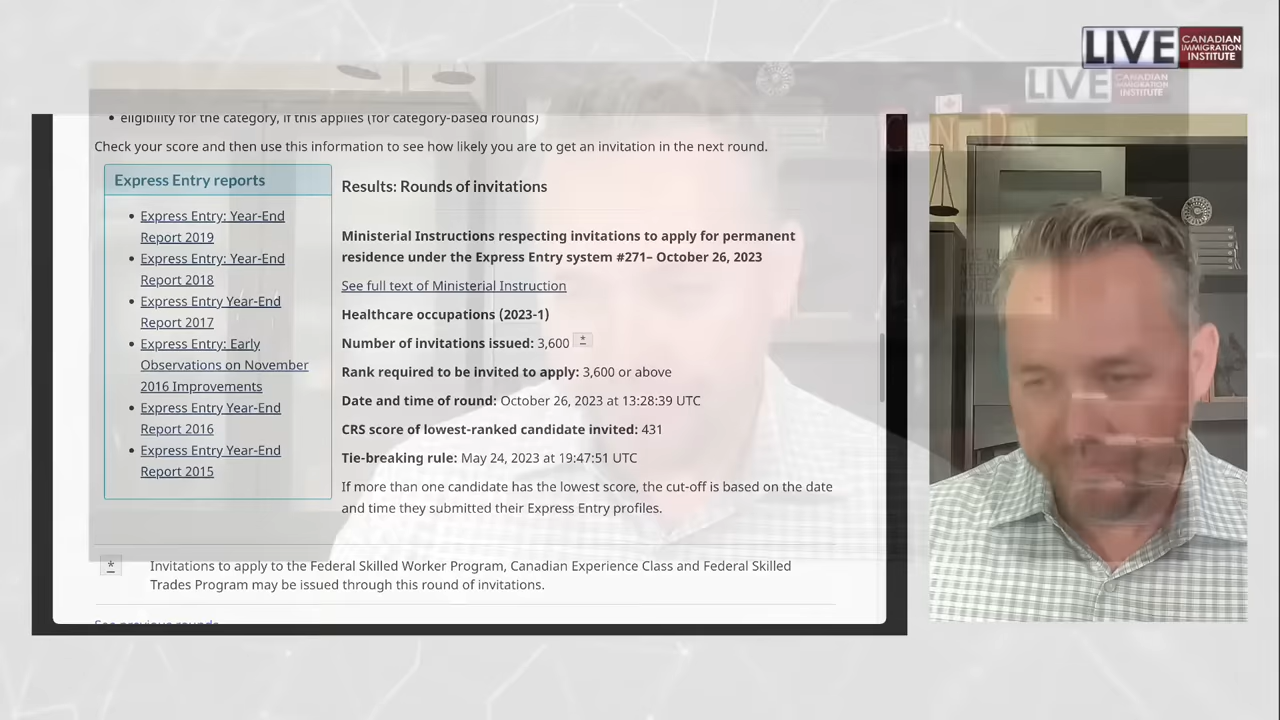 LIVE
CANADIAN
IMMIGRATION
INSTITUTE
LIVE
CANADIAN
IMMIGRATION
INSTITUTE
eligibility for the category, if this applies (for category-based rounds)
Check your score and then use this information to see how likely you are to get an invitation in the next round.
Express Entry reports
Express Entry: Year-End
Report 2019
Express Entry: Year-End
Report 2018
Express Entry Year-End
Report 2017
Express Entry: Early
Observations on November
2016 Improvements
Express Entry Year-End
Report 2016
Express Entry Year-End
Report 2015
Results: Rounds of invitations
Ministerial Instructions respecting invitations to apply for permanent
residence under the Express Entry system #271– October 26, 2023
See full text of Ministerial Instruction
Healthcare occupations (2023-1)
Number of invitations issued: 3,600 *
Rank required to be invited to apply: 3,600 or above
Date and time of round: October 26, 2023 at 13:28:39 UTC
CRS score of lowest-ranked candidate invited: 431
Tie-breaking rule: May 24, 2023 at 19:47:51 UTC
If more than one candidate has the lowest score, the cut-off is based on the date
and time they submitted their Express Entry profiles.
* Invitations to apply to the Federal Skilled Worker Program, Canadian Experience Class and Federal Skilled
Trades Program may be issued through this round of invitations.
See previous rounds